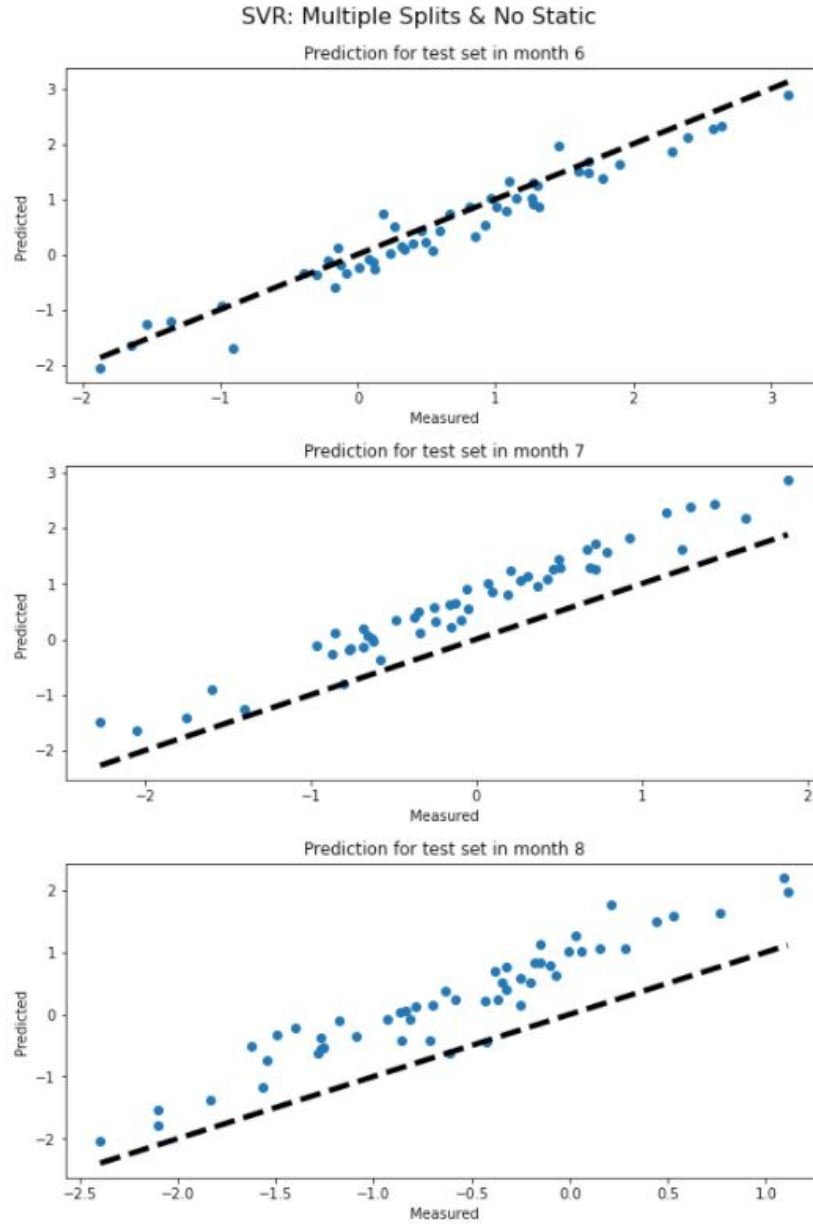 SVR: Multiple Splits & No Static
Prediction for test set in month 6
3
2
1
0
−1
−2
Predicted
−2 −1 0 1 2 3
Measured
Prediction for test set in month 7
3
2
1
0
−1
−2
Predicted
−2 −1 0 1 2
Measured
Prediction for test set in month 8
2
1
0
−1
−2
Predicted
−2.5 −2.0 −1.5 −1.0 −0.5 0.0 0.5 1.0
Measured